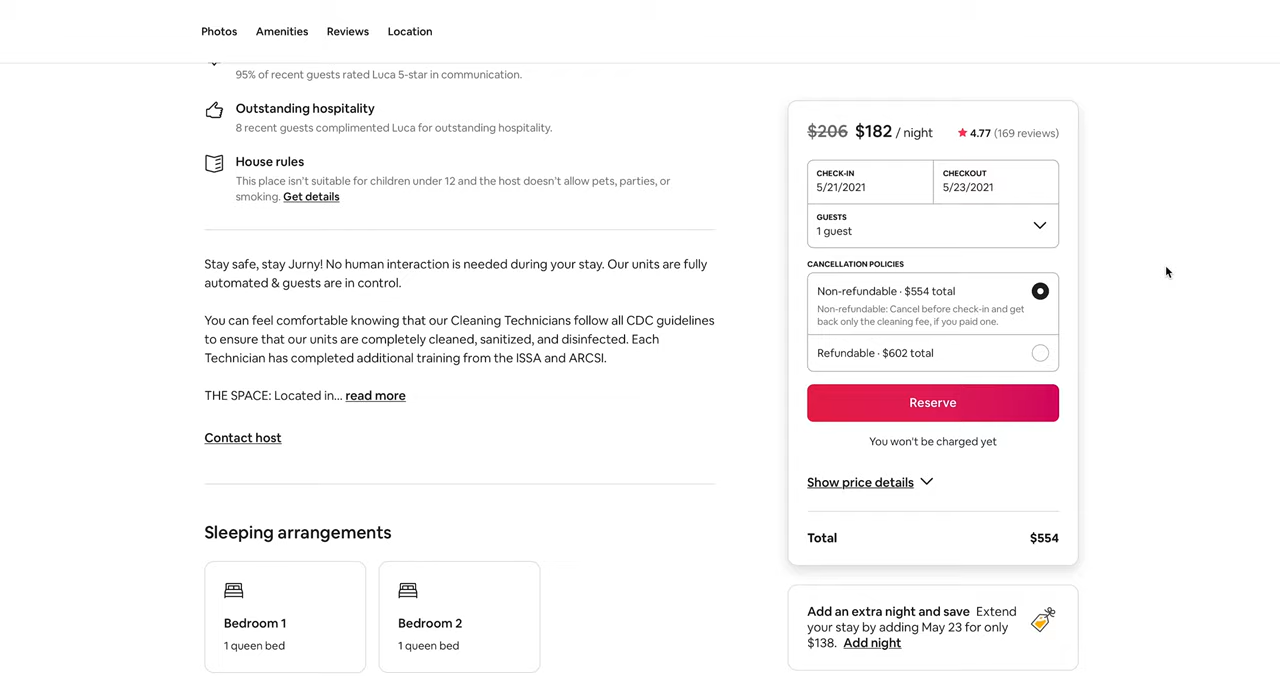 Photos Amenities Reviews Location
95% of recent guests rated Luca 5-star in communication.
Outstanding hospitality
8 recent guests complimented Luca for outstanding hospitality.
House rules
This place isn't suitable for children under 12 and the host doesn't allow pets, parties, or
smoking. Get details
Stay safe, stay Jurny! No human interaction is needed during your stay. Our units are fully
automated & guests are in control.
You can feel comfortable knowing that our Cleaning Technicians follow all CDC guidelines
to ensure that our units are completely cleaned, sanitized, and disinfected. Each
Technician has completed additional training from the ISSA and ARCSI.
THE SPACE: Located in... read more
Contact host
Sleeping arrangements
Bedroom 1
1 queen bed
Bedroom 2
1 queen bed
$206 $182 / night 4.77 (169 reviews)
CHECK-IN
5/21/2021
CHECKOUT
5/23/2021
GUESTS
1 guest
CANCELLATION POLICIES
Non-refundable · $554 total
Non-refundable: Cancel before check-in and get
back only the cleaning fee, if you paid one.
Refundable · $602 total
Reserve
You won't be charged yet
Show price details
Total $554
Add an extra night and save Extend
your stay by adding May 23 for only
$138. Add night